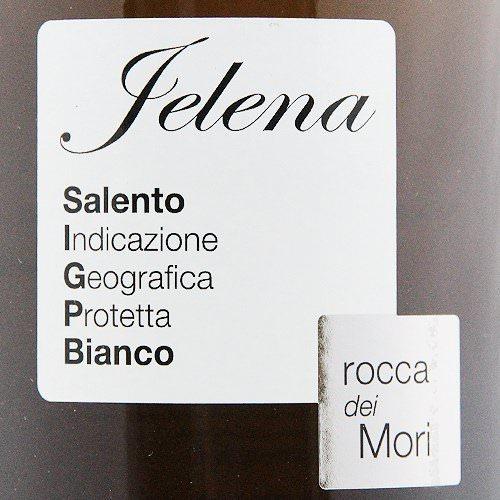 Jelena
Salento
Indicazione
Geografica
Protetta
Bianco
rocca
dei
Mori